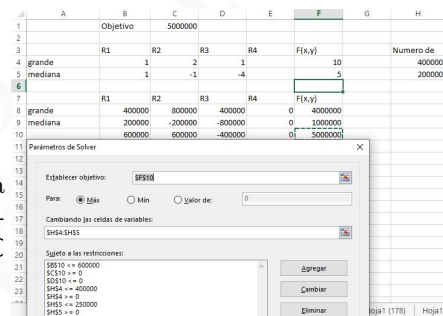 A B C D E F G H
1 Objetivo 5000000
2
3 R1 R2 R3 R4 F(x,y) Numero de
4 grande 1 2 1 10 400000
5 mediana 1 -1 -4 5 200000
6
7 R1 R2 R3 R4 F(x,y)
8 grande 400000 800000 400000 0 4000000
9 mediana 200000 -200000 -800000 0 1000000
10 600000 600000 -400000 0 5000000
11 Parámetros de Solver
12
13 Establecer objetivo: $F$10
14
15 Para: Máx Mín Valor de: 0
16
17 Cambiando las celdas de variables:
18 $H$4:$H$5
19
20 Sujeto a las restricciones:
21 $B$10 <= 600000 Agregar
$C$10 >= 0
22 $D$10 <= 0
23 $H$4 <= 400000 Cambiar
$H$4 >= 0
$H$5 <= 250000
$H$5 >= 0 Eliminar
Hoja1 (178) Hoja1